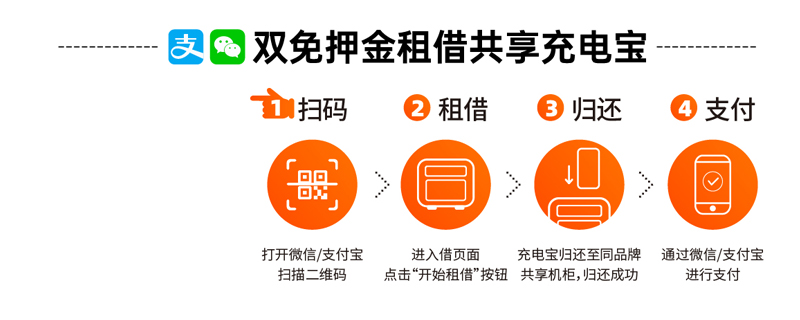 支 双免押金租借共享充电宝
1 扫码
2 租借
3 归还
4 支付
打开微信/支付宝
扫描二维码
进入借页面
点击“开始租借”按钮
充电宝归还至同品牌
共享机柜,归还成功
通过微信/支付宝
进行支付